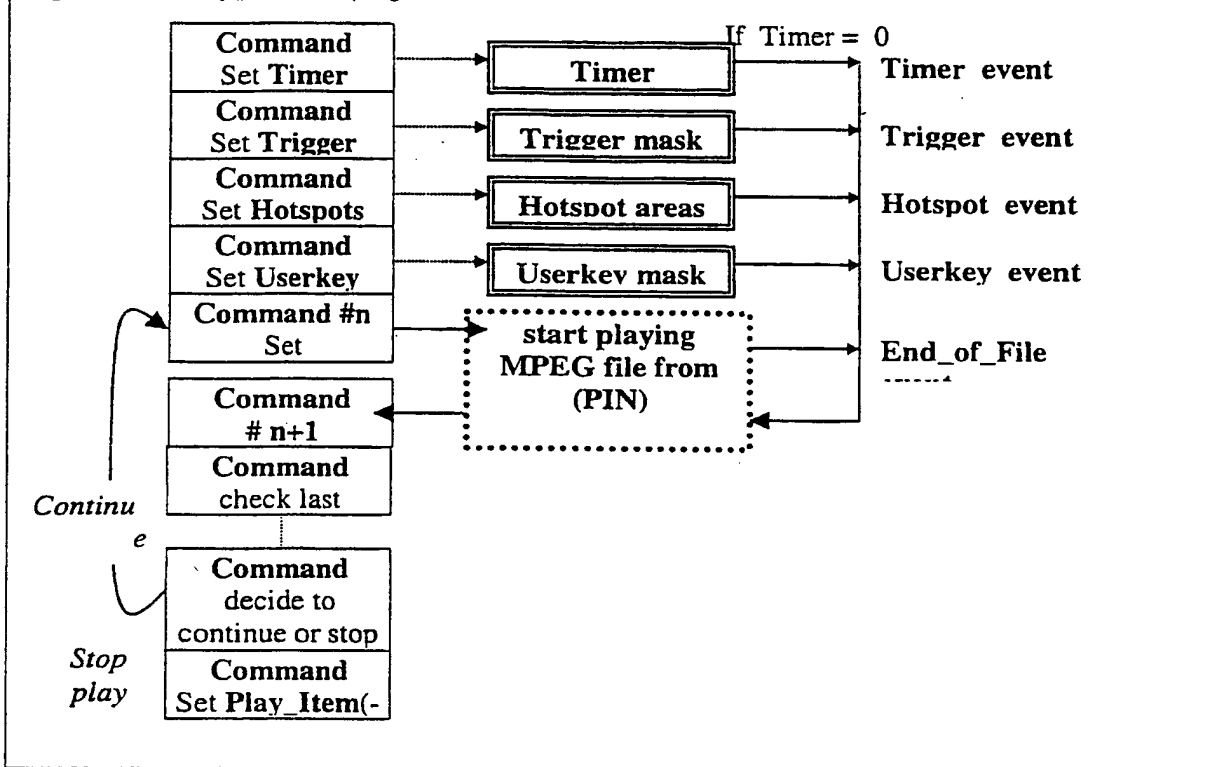 If Timer = 0
Command
Set Timer
Timer
Timer event
Command
Set Trigger
Trigger mask
Trigger event
Command
Set Hotspots
Hotspot areas
Hotspot event
Command
Set Userkey
Userkey mask
Userkey event
Command #n
Set
start playing
MPEG file from
(PIN)
End_of_File
Command
# n+1
Command
check last
Continu
e
Command
decide to
continue or stop
Stop
play
Command
Set Play_Item(-